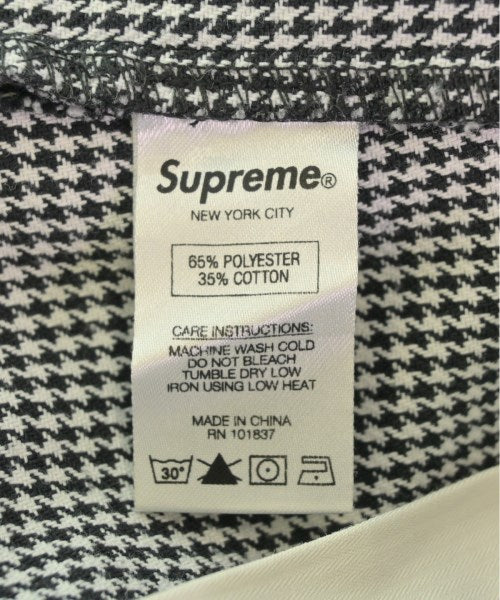 Supreme®
NEW YORK CITY
65% POLYESTER
35% COTTON
CARE INSTRUCTIONS:
MACHINE WASH COLD
DO NOT BLEACH
TUMBLE DRY LOW
IRON USING LOW HEAT
MADE IN CHINA
RN 101837
30°